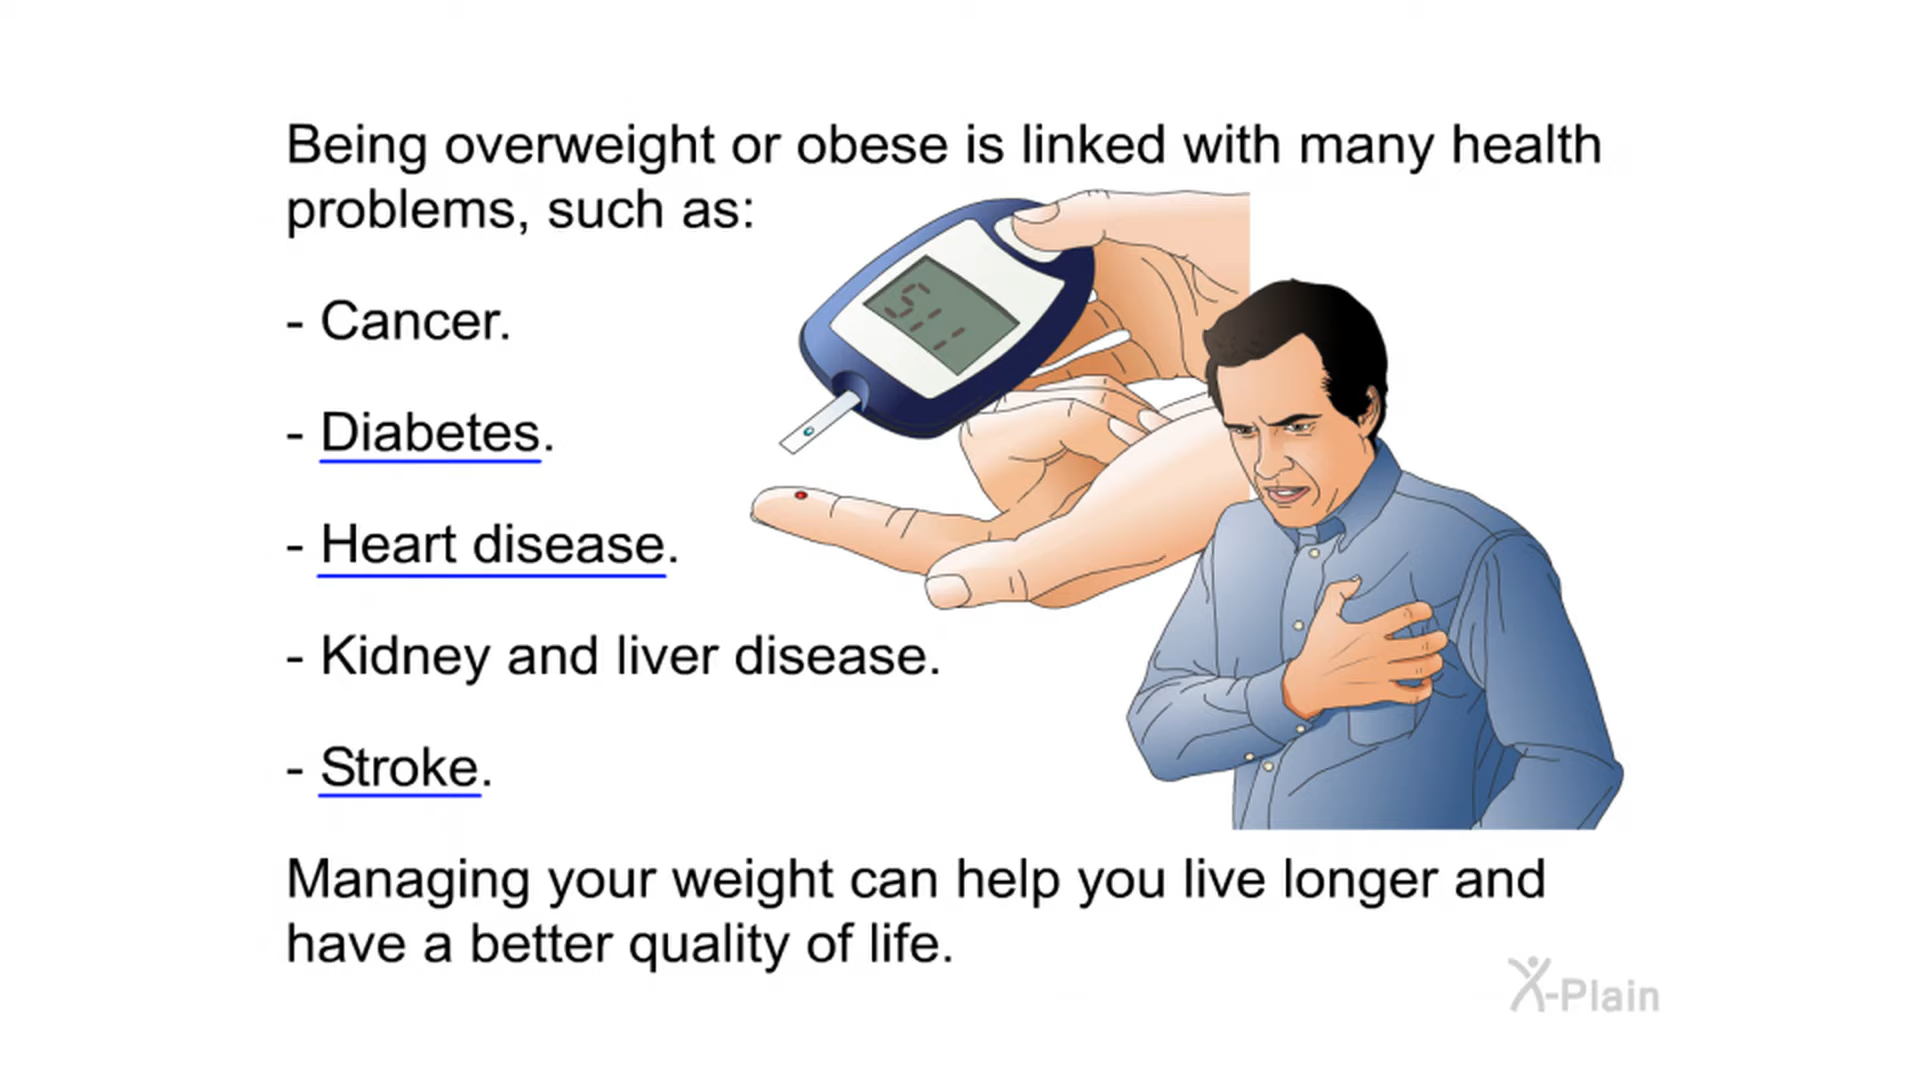 Being overweight or obese is linked with many health
problems, such as:
- Cancer.
- Diabetes.
- Heart disease.
- Kidney and liver disease.
- Stroke.
Managing your weight can help you live longer and
have a better quality of life.
X-Plain